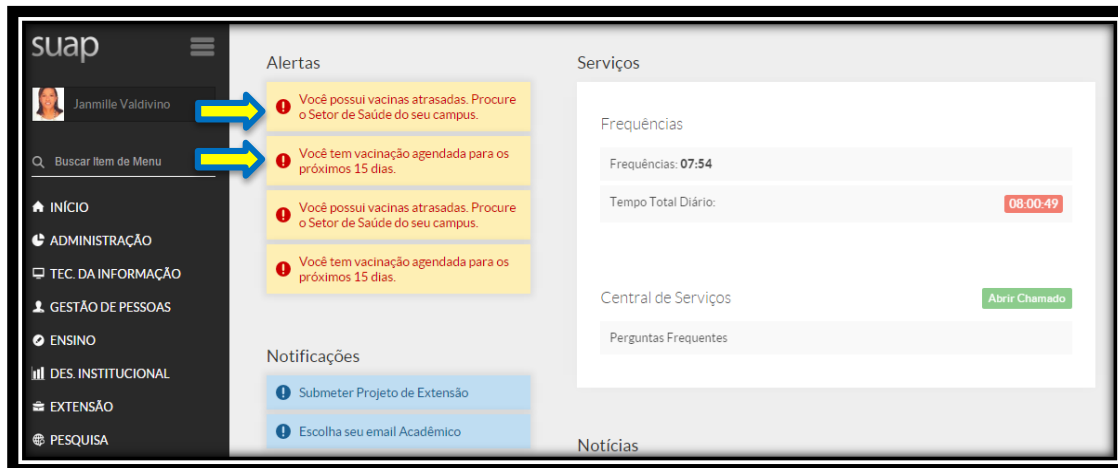 suap
Janmille Valdivino
Buscar Item de Menu
INÍCIO
ADMINISTRAÇÃO
TEC. DA INFORMAÇÃO
GESTÃO DE PESSOAS
ENSINO
DES. INSTITUCIONAL
EXTENSÃO
PESQUISA
Alertas
Você possui vacinas atrasadas. Procure
o Setor de Saúde do seu campus.
Você tem vacinação agendada para os
próximos 15 dias.
Você possui vacinas atrasadas. Procure
o Setor de Saúde do seu campus.
Você tem vacinação agendada para os
próximos 15 dias.
Notificações
Submeter Projeto de Extensão
Escolha seu email Acadêmico
Serviços
Frequências
Frequências: 07:54
Tempo Total Diário: 08:00:49
Central de Serviços Abrir Chamado
Perguntas Frequentes
Notícias